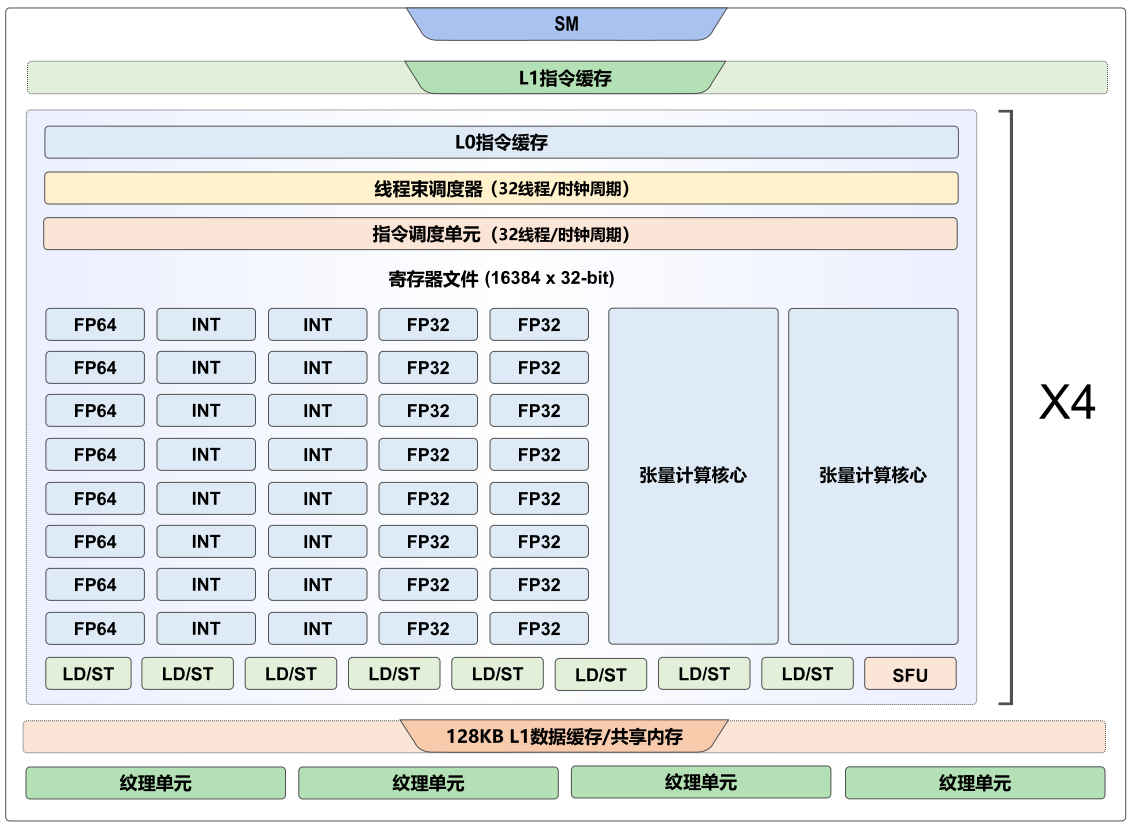 SM
L1指令缓存
L0指令缓存
线程束调度器（32线程/时钟周期）
指令调度单元（32线程/时钟周期）
寄存器文件 (16384 x 32-bit)
FP64 INT INT FP32 FP32
FP64 INT INT FP32 FP32
FP64 INT INT FP32 FP32
X4
FP64 INT INT FP32 FP32
张量计算核心 张量计算核心
FP64 INT INT FP32 FP32
FP64 INT INT FP32 FP32
FP64 INT INT FP32 FP32
FP64 INT INT FP32 FP32
LD/ST LD/ST LD/ST LD/ST LD/ST LD/ST LD/ST LD/ST SFU
128KB L1数据缓存/共享内存
纹理单元 纹理单元 纹理单元 纹理单元